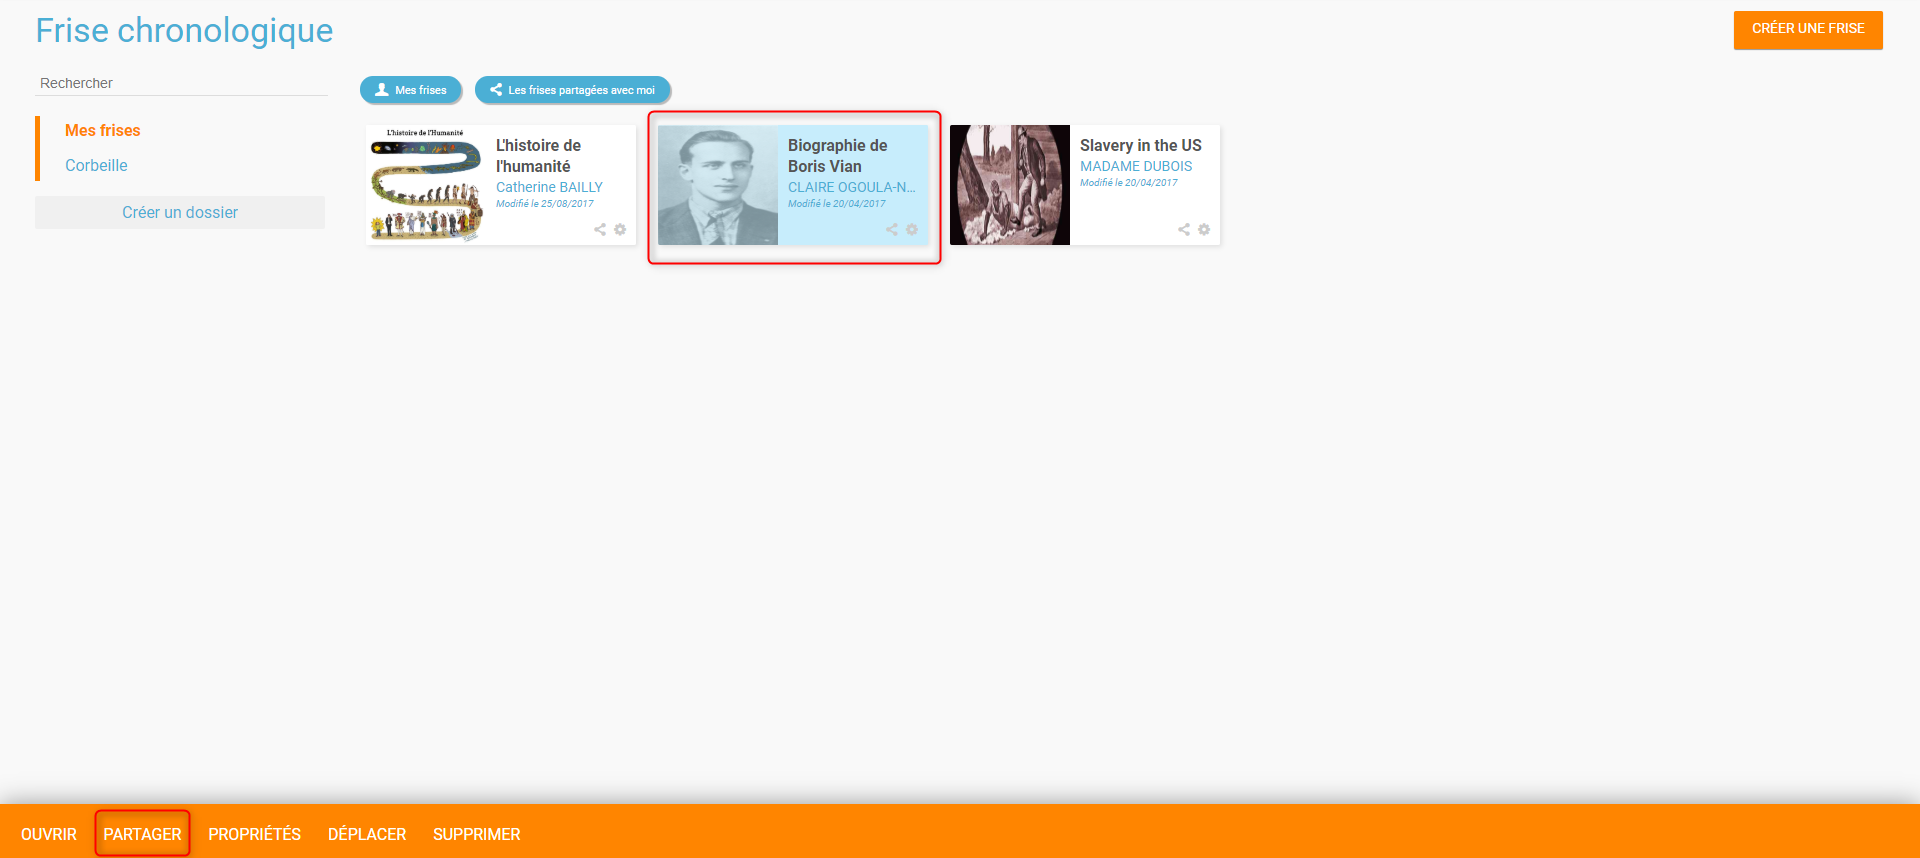 Frise chronologique
CRÉER UNE FRISE
Rechercher
Mes frises
Corbeille
Créer un dossier
Mes frises
Les frises partagées avec moi
L'histoire de l'Humanité
L'histoire de
l'humanité
Catherine BAILLY
Modifié le 25/08/2017
Biographie de
Boris Vian
CLAIRE OGOULA-N...
Modifié le 20/04/2017
Slavery in the US
MADAME DUBOIS
Modifié le 20/04/2017
OUVRIR
PARTAGER
PROPRIÉTÉS
DÉPLACER
SUPPRIMER